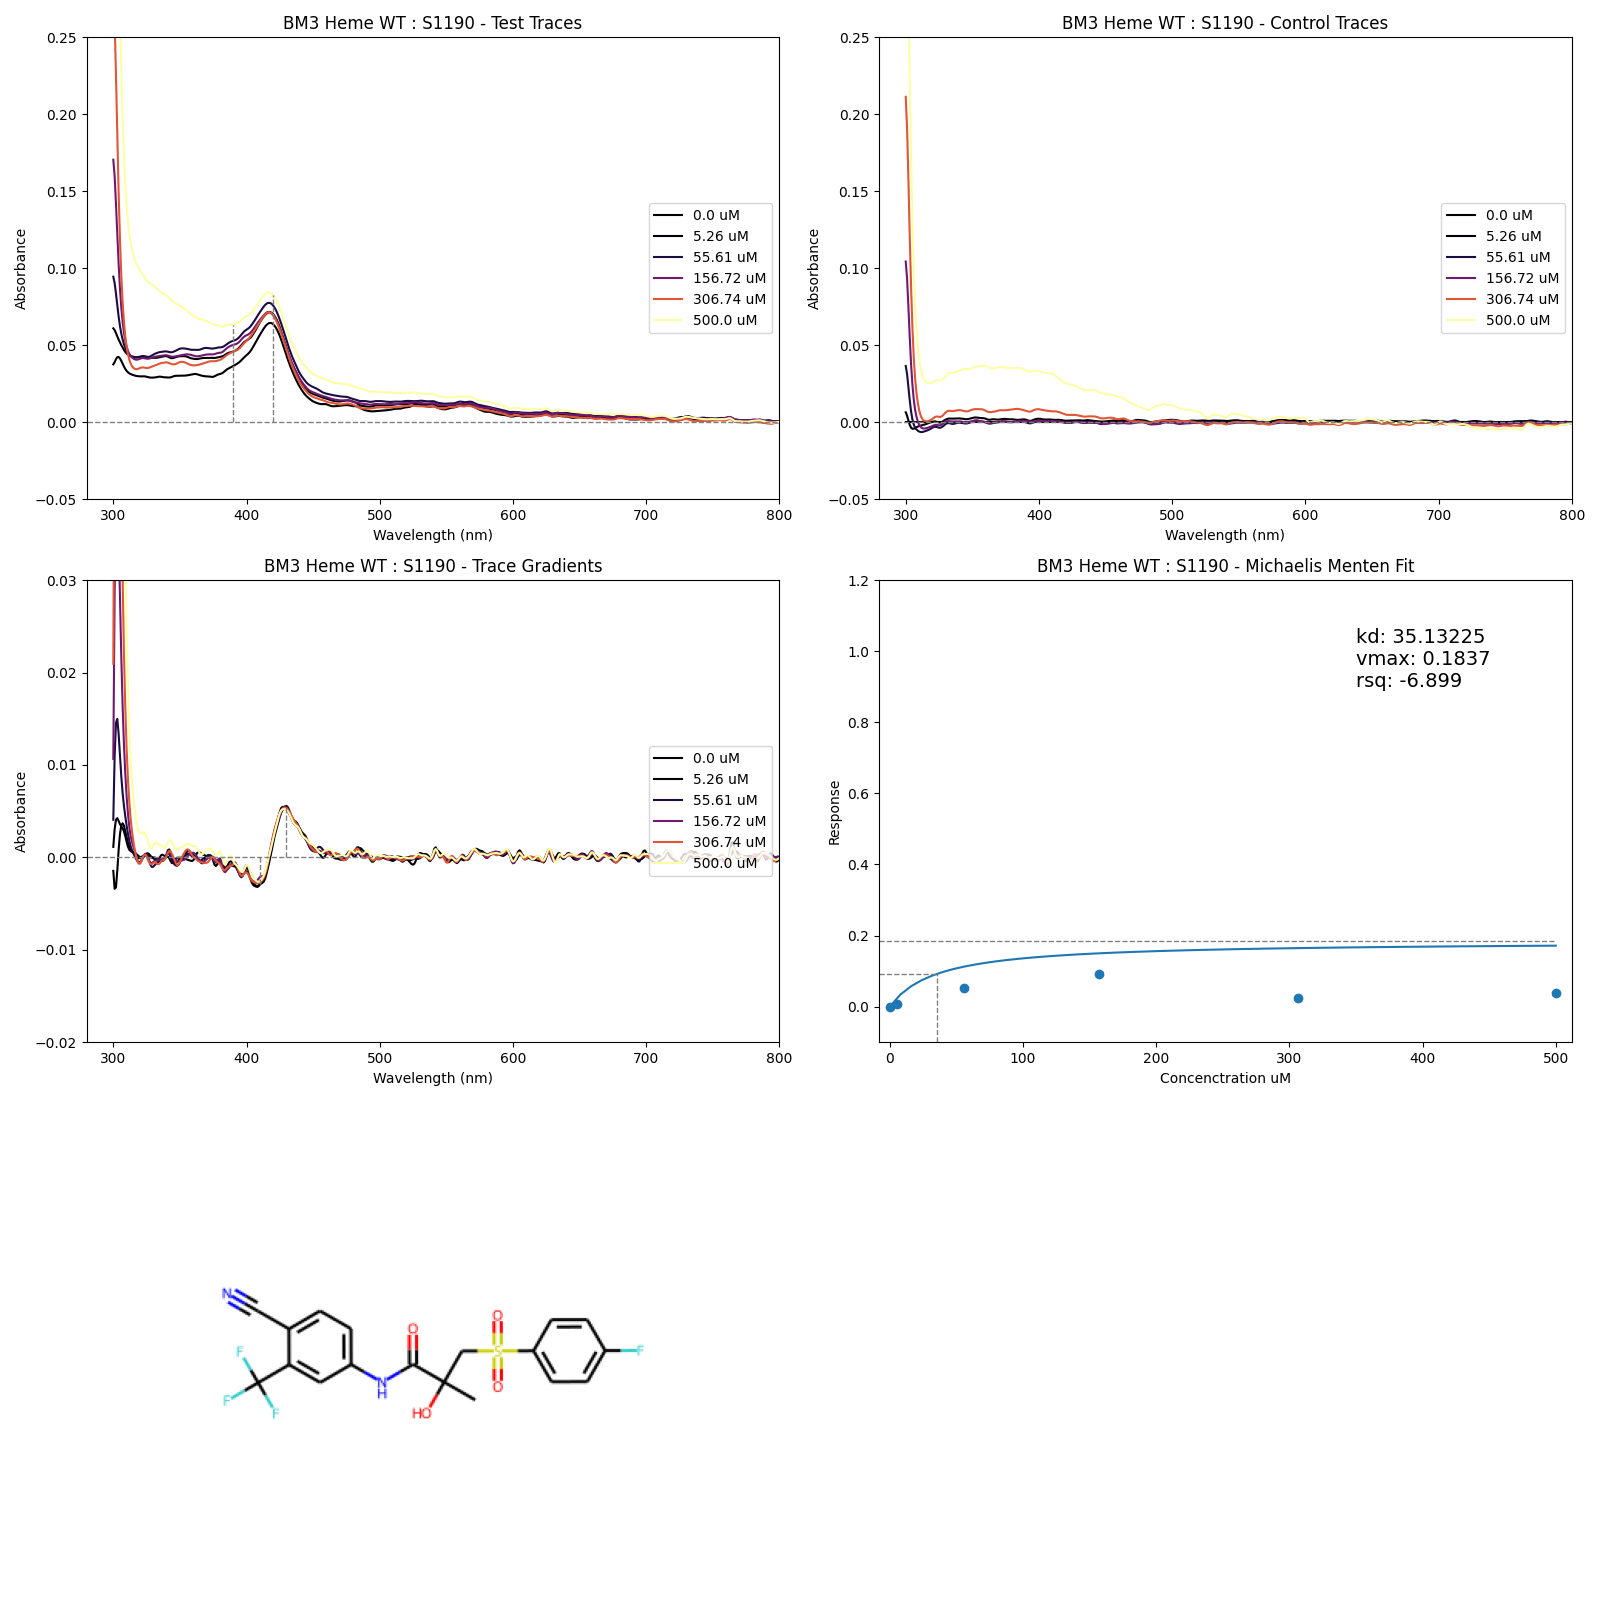 BM3 Heme WT : S1190 - Test Traces
Absorbance
0.25
0.20
0.15
0.10
0.05
0.00
−0.05
300 400 500 600 700 800
Wavelength (nm)
0.0 uM
5.26 uM
55.61 uM
156.72 uM
306.74 uM
500.0 uM
BM3 Heme WT : S1190 - Control Traces
Absorbance
0.25
0.20
0.15
0.10
0.05
0.00
−0.05
300 400 500 600 700 800
Wavelength (nm)
0.0 uM
5.26 uM
55.61 uM
156.72 uM
306.74 uM
500.0 uM
BM3 Heme WT : S1190 - Trace Gradients
Absorbance
0.03
0.02
0.01
0.00
−0.01
−0.02
300 400 500 600 700 800
Wavelength (nm)
0.0 uM
5.26 uM
55.61 uM
156.72 uM
306.74 uM
500.0 uM
BM3 Heme WT : S1190 - Michaelis Menten Fit
Response
1.2
1.0
0.8
0.6
0.4
0.2
0.0
0 100 200 300 400 500
Concenctration uM
kd: 35.13225
vmax: 0.1837
rsq: -6.899
N
F
F
F
N
H
O
HO
O
S
O
F